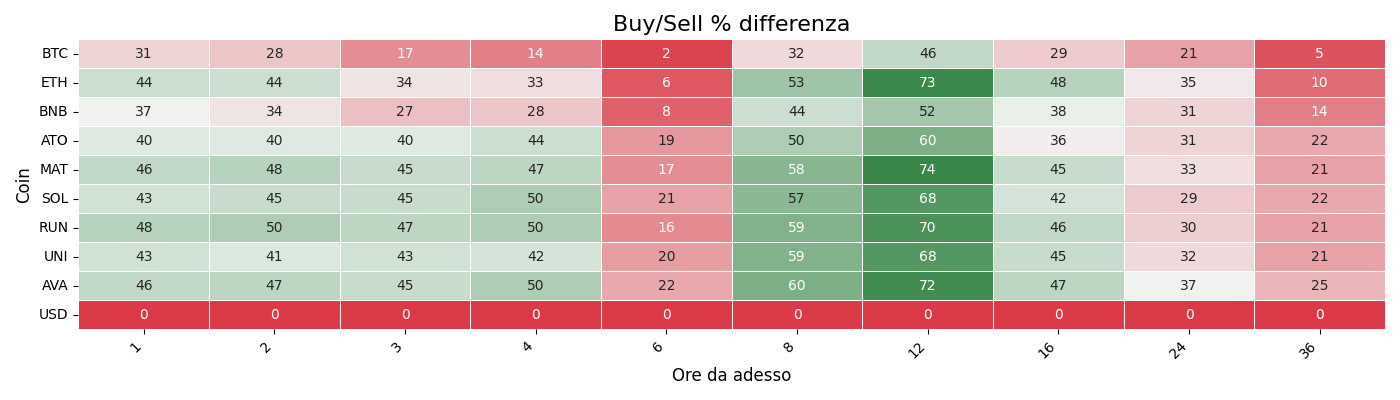 Buy/Sell % differenza
Coin
BTC 31 28 17 14 2 32 46 29 21 5
ETH 44 44 34 33 6 53 73 48 35 10
BNB 37 34 27 28 8 44 52 38 31 14
ATO 40 40 40 44 19 50 60 36 31 22
MAT 46 48 45 47 17 58 74 45 33 21
SOL 43 45 45 50 21 57 68 42 29 22
RUN 48 50 47 50 16 59 70 46 30 21
UNI 43 41 43 42 20 59 68 45 32 21
AVA 46 47 45 50 22 60 72 47 37 25
USD 0 0 0 0 0 0 0 0 0 0
1 2 3 4 6 8 12 16 24 36
Ore da adesso